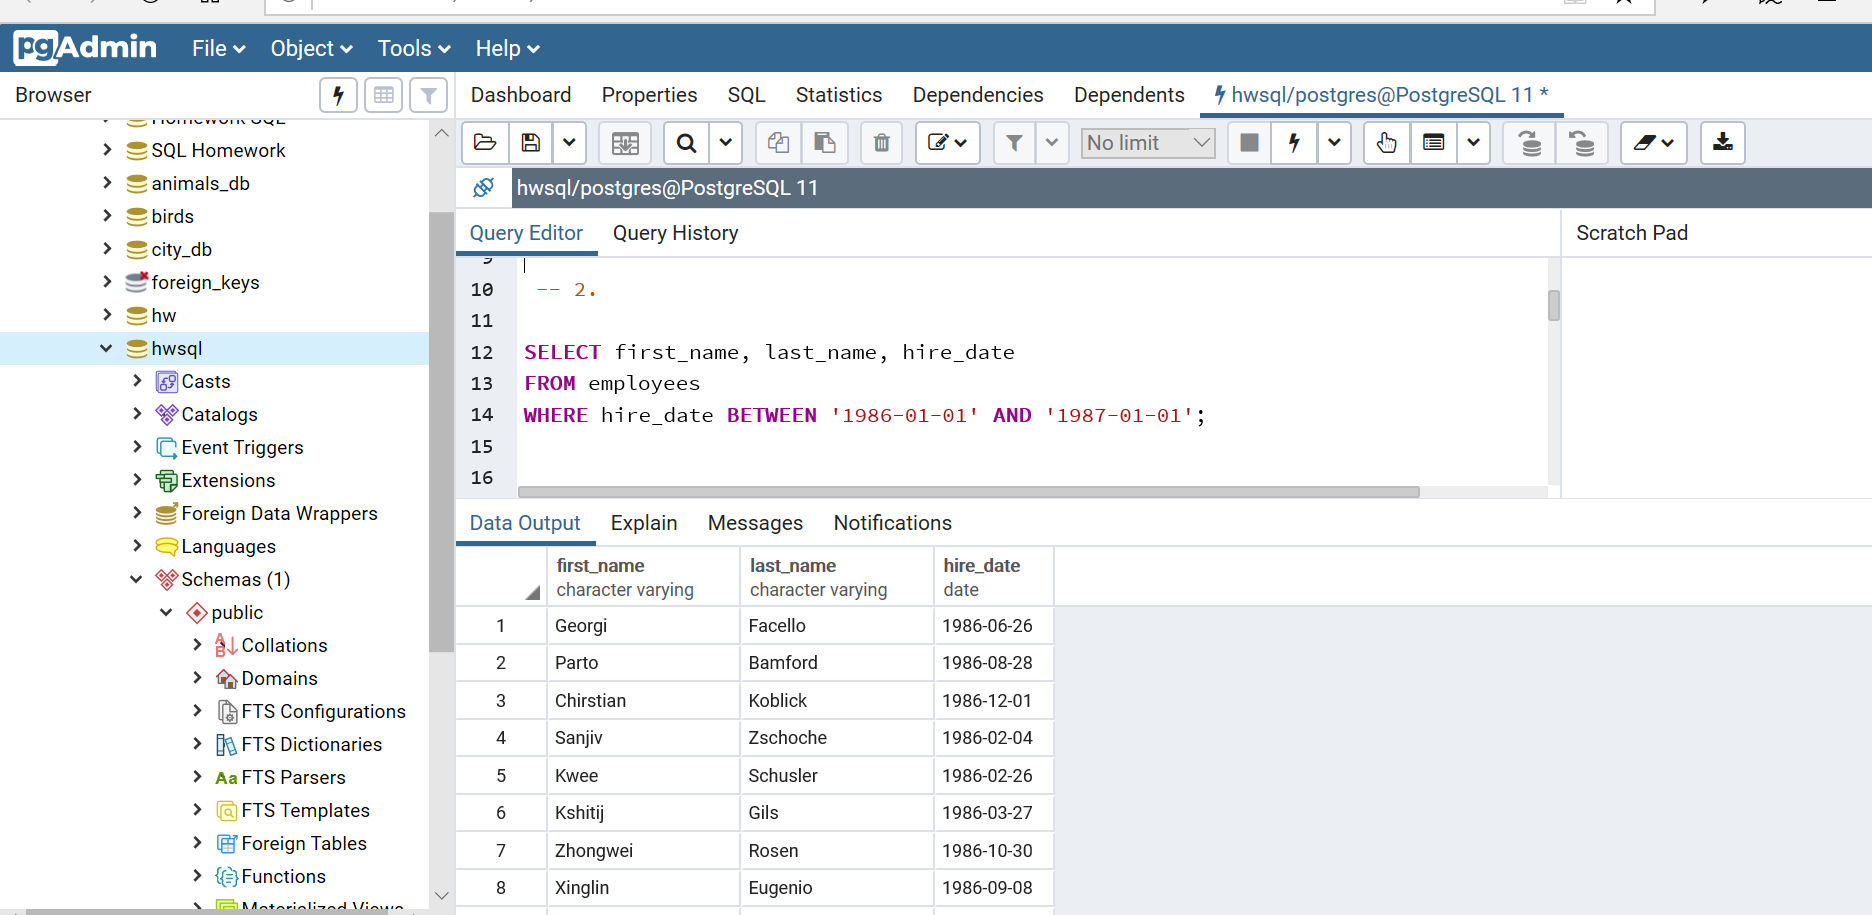 pgAdmin File Object Tools Help
Browser
Dashboard Properties SQL Statistics Dependencies Dependents hwsql/postgres@PostgreSQL 11 *
No limit
hwsql/postgres@PostgreSQL 11
Query Editor Query History
Scratch Pad
Homework SQL
SQL Homework
animals_db
birds
city_db
foreign_keys
hw
hwsql
Casts
Catalogs
Event Triggers
Extensions
Foreign Data Wrappers
Languages
Schemas (1)
public
Collations
Domains
FTS Configurations
FTS Dictionaries
Aa FTS Parsers
FTS Templates
Foreign Tables
Functions
Materialized Views
9
10 -- 2.
11
12 SELECT first_name, last_name, hire_date
13 FROM employees
14 WHERE hire_date BETWEEN '1986-01-01' AND '1987-01-01';
15
16
Data Output Explain Messages Notifications
first_name last_name hire_date
character varying character varying date
1 Georgi Facello 1986-06-26
2 Parto Bamford 1986-08-28
3 Chirstian Koblick 1986-12-01
4 Sanjiv Zschoche 1986-02-04
5 Kwee Schusler 1986-02-26
6 Kshitij Gils 1986-03-27
7 Zhongwei Rosen 1986-10-30
8 Xinglin Eugenio 1986-09-08